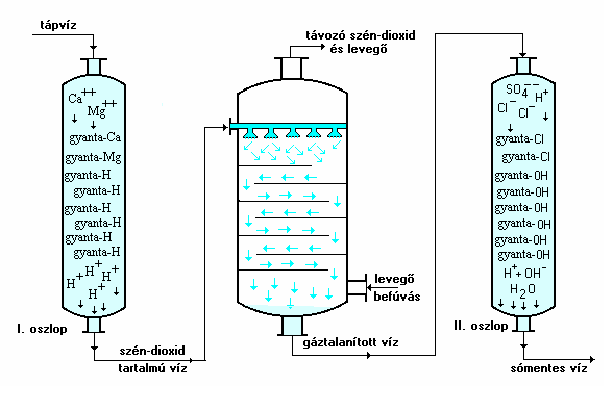 tápvíz
Ca++
Mg++
gyanta-Ca
gyanta-Mg
gyanta-H
gyanta-H
gyanta-H
gyanta-H
gyanta-H
gyanta-H
H+ H+
H+ H+
I. oszlop
szén-dioxid
tartalmú víz
távozó szén-dioxid
és levegő
levegő
befúvás
gáztalanított víz
SO4-- H+
Cl- Cl-
gyanta-Cl
gyanta-Cl
gyanta-OH
gyanta-OH
gyanta-OH
gyanta-OH
gyanta-OH
gyanta-OH
H+ + OH-
H2O
II. oszlop
sómentes víz